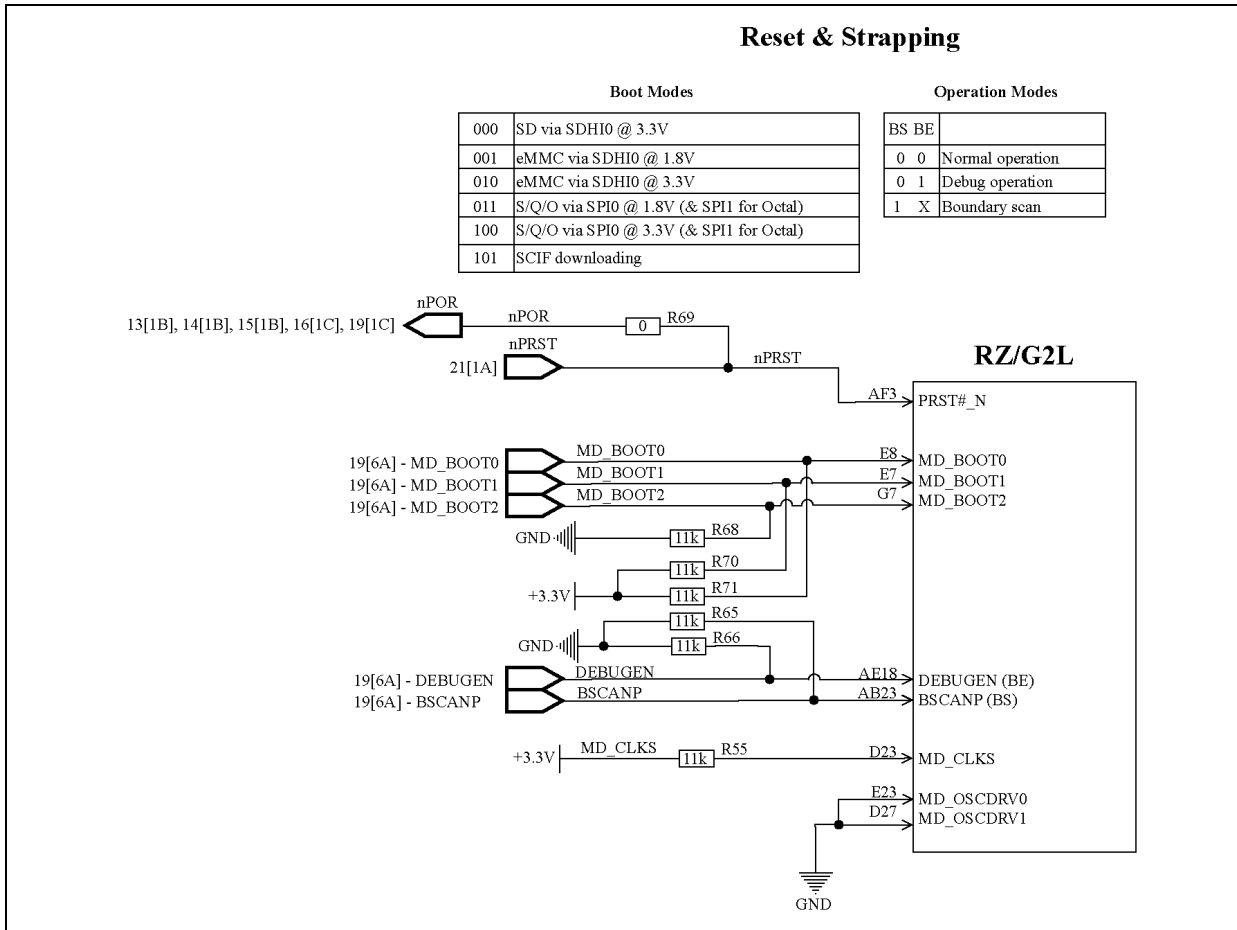 Reset & Strapping
Boot Modes
000 SD via SDHI0 @ 3.3V
001 eMMC via SDHI0 @ 1.8V
010 eMMC via SDHI0 @ 3.3V
011 S/Q/O via SPI0 @ 1.8V (& SPI1 for Octal)
100 S/Q/O via SPI0 @ 3.3V (& SPI1 for Octal)
101 SCIF downloading
Operation Modes
BS BE
0 0 Normal operation
0 1 Debug operation
1 X Boundary scan
nPOR
13[1B], 14[1B], 15[1B], 16[1C], 19[1C] nPOR 0 R69
nPRST
21[1A] nPRST
RZ/G2L
AF3 PRST#_N
19[6A] - MD_BOOT0 MD_BOOT0 E8 MD_BOOT0
19[6A] - MD_BOOT1 MD_BOOT1 E7 MD_BOOT1
19[6A] - MD_BOOT2 MD_BOOT2 G7 MD_BOOT2
GND 11k R68
11k R70
+3.3V 11k R71
11k R65
GND 11k R66
19[6A] - DEBUGEN DEBUGEN AE18 DEBUGEN (BE)
19[6A] - BSCANP BSCANP AB23 BSCANP (BS)
+3.3V MD_CLKS 11k R55 D23 MD_CLKS
E23 MD_OSCDRV0
D27 MD_OSCDRV1
GND